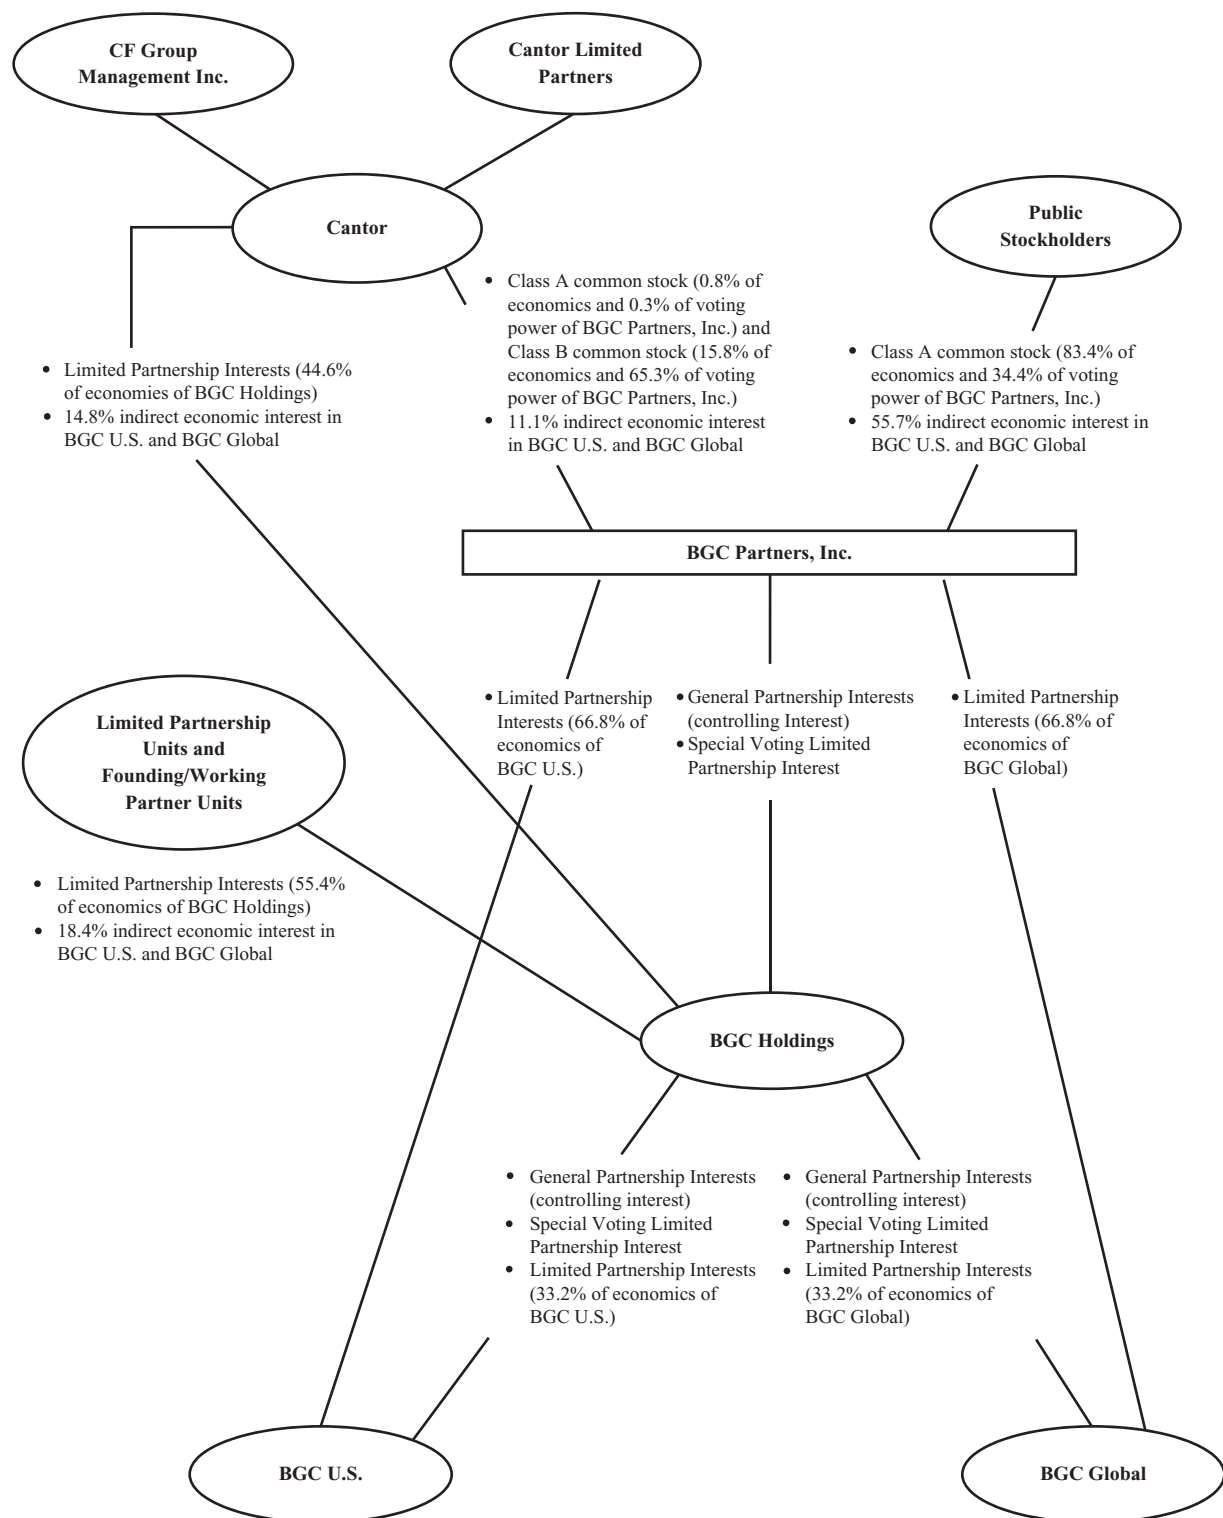 CF Group
Management Inc.
Cantor Limited
Partners
Cantor
Public
Stockholders
• Class A common stock (0.8% of
economics and 0.3% of voting
power of BGC Partners, Inc.) and
Class B common stock (15.8% of
economics and 65.3% of voting
power of BGC Partners, Inc.)
• 11.1% indirect economic interest
in BGC U.S. and BGC Global
• Limited Partnership Interests (44.6%
of economies of BGC Holdings)
• 14.8% indirect economic interest in
BGC U.S. and BGC Global
• Class A common stock (83.4% of
economics and 34.4% of voting
power of BGC Partners, Inc.)
• 55.7% indirect economic interest in
BGC U.S. and BGC Global
BGC Partners, Inc.
• Limited Partnership
Interests (66.8% of
economics of
BGC U.S.)
• General Partnership Interests
(controlling Interest)
• Special Voting Limited
Partnership Interest
• Limited Partnership
Interests (66.8% of
economics of
BGC Global)
Limited Partnership
Units and
Founding/Working
Partner Units
• Limited Partnership Interests (55.4%
of economics of BGC Holdings)
• 18.4% indirect economic interest in
BGC U.S. and BGC Global
BGC Holdings
• General Partnership Interests
(controlling interest)
• Special Voting Limited
Partnership Interest
• Limited Partnership Interests
(33.2% of economics of
BGC U.S.)
• General Partnership Interests
(controlling interest)
• Special Voting Limited
Partnership Interest
• Limited Partnership Interests
(33.2% of economics of
BGC Global)
BGC U.S.
BGC Global